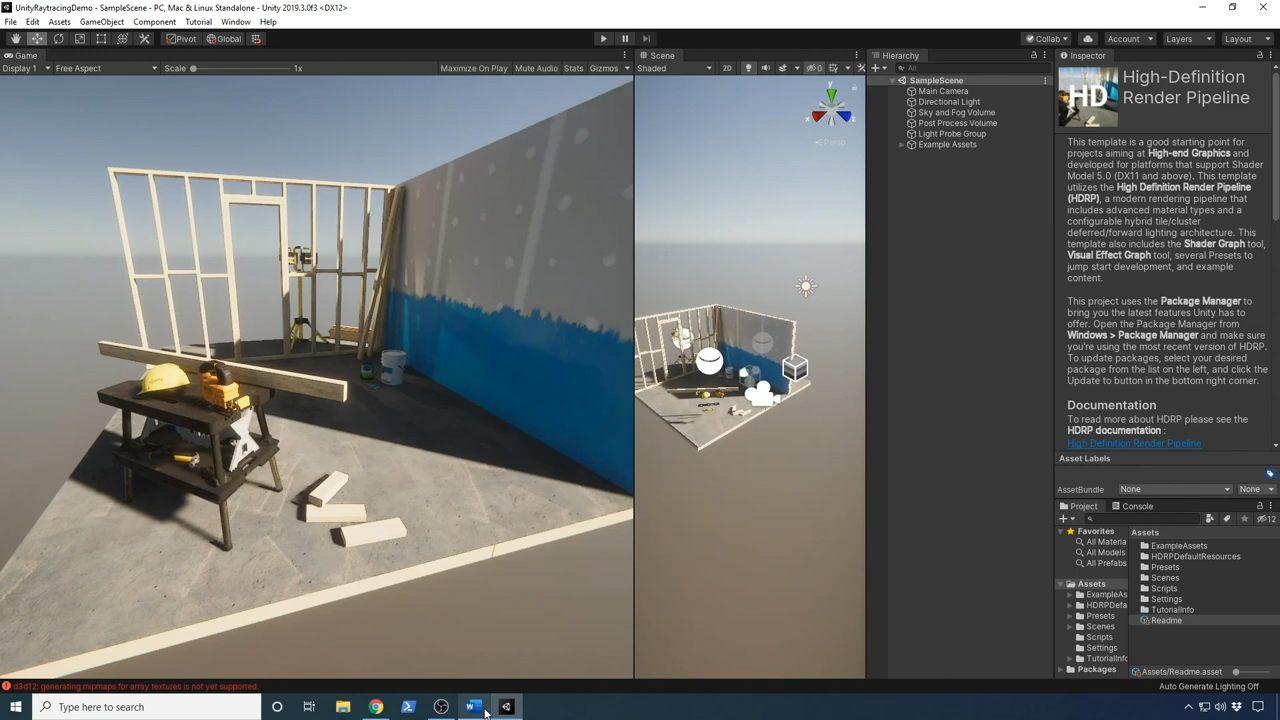 UnityRaytracingDemo - SampleScene - PC, Mac & Linux Standalone - Unity 2019.3.0f3 <DX12>
File Edit Assets GameObject Component Tutorial Window Help
Pivot Global
Collab Account Layers Layout
Game
Display 1 Free Aspect Scale 1x Maximize On Play Mute Audio Stats Gizmos
Scene
Shaded 2D 0
y
x
z
Persp
Hierarchy
All
SampleScene
Main Camera
Directional Light
Sky and Fog Volume
Post Process Volume
Light Probe Group
Example Assets
Inspector
HD
High-Definition
Render Pipeline
This template is a good starting point for
projects aiming at High-end Graphics and
developed for platforms that support Shader
Model 5.0 (DX11 and above). This template
utilizes the High Definition Render Pipeline
(HDRP), a modern rendering pipeline that
includes advanced material types and a
configurable hybrid tile/cluster
deferred/forward lighting architecture. This
template also includes the Shader Graph tool,
Visual Effect Graph tool, several Presets to
jump start development, and example
content.
This project uses the Package Manager to
bring you the latest features Unity has to
offer. Open the Package Manager from
Windows > Package Manager and make sure
you're using the most recent version of HDRP.
To update packages, select your desired
package from the list on the left, and click the
Update to button in the bottom right corner.
Documentation
To read more about HDRP please see the
HDRP documentation :
High Definition Render Pipeline
Asset Labels
AssetBundle None None
Project Console
12
Favorites
All Materia
All Models
All Prefabs
Assets
ExampleAs
HDRPDefa
Presets
Scenes
Scripts
Settings
TutorialInfo
Packages
Assets
ExampleAssets
HDRPDefaultResources
Presets
Scenes
Scripts
Settings
TutorialInfo
Readme
Assets/Readme.asset
d3d12: generating mipmaps for array textures is not yet supported.
Auto Generate Lighting Off
Type here to search